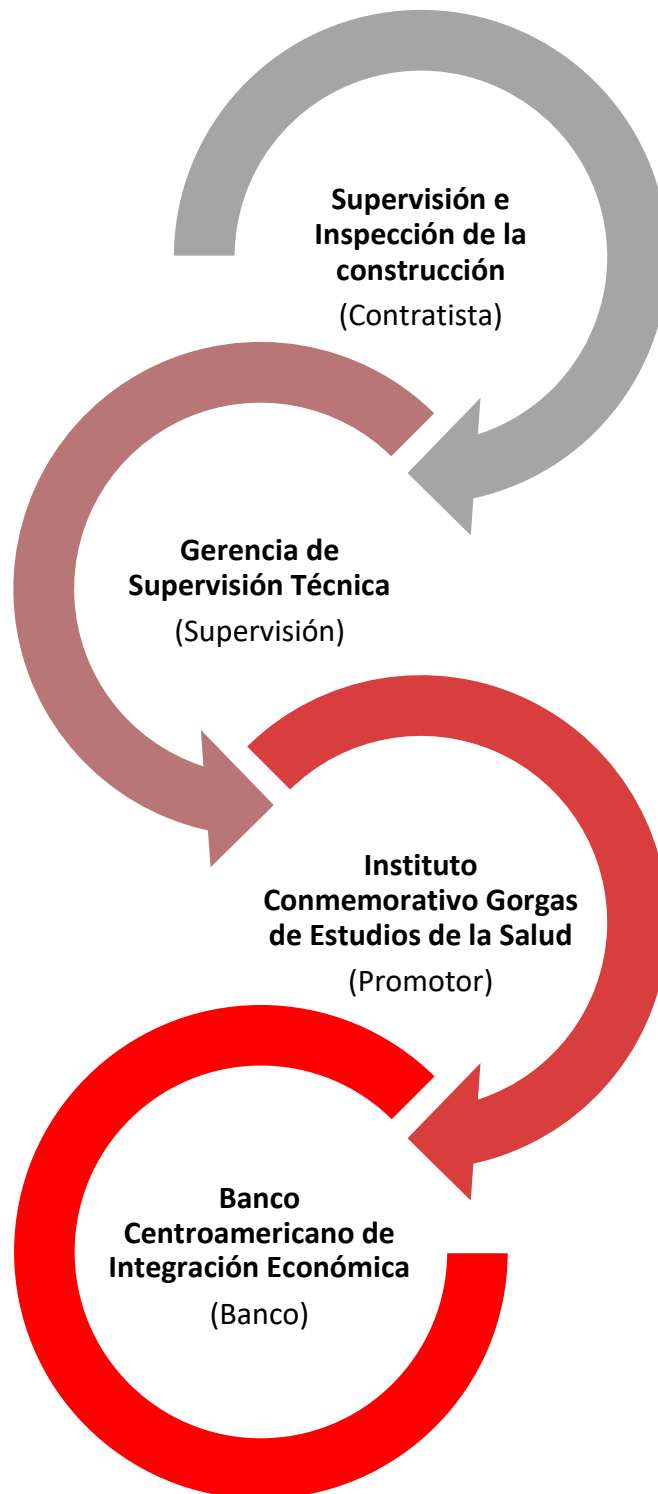 Supervisión e
Inspección de la
construcción
(Contratista)
Gerencia de
Supervisión Técnica
(Supervisión)
Instituto
Conmemorativo Gorgas
de Estudios de la Salud
(Promotor)
Banco
Centroamericano de
Integración Económica
(Banco)